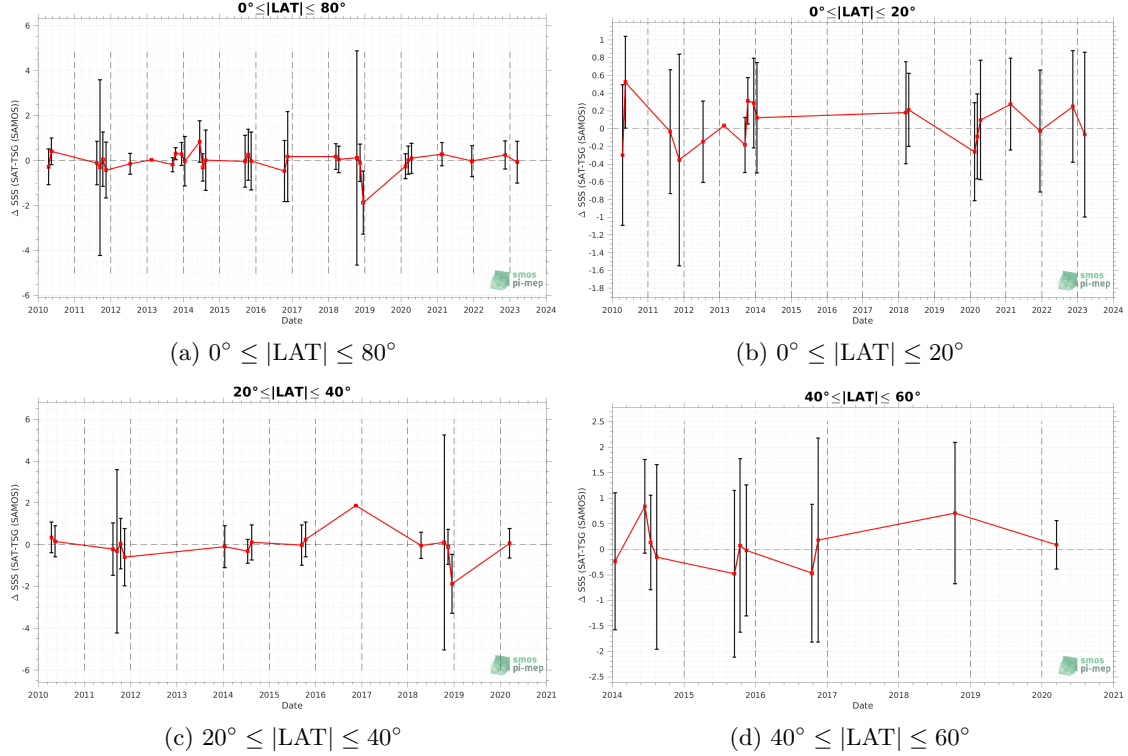 0°≤|LAT|≤ 80°
6
4
2
0
-2
-4
-6
Δ SSS (SAT-TSG (SAMOS))
2010 2011 2012 2013 2014 2015 2016 2017 2018 2019 2020 2021 2022 2023 2024
Date
smos
pi-mep
(a) 0° ≤ |LAT| ≤ 80°
0°≤|LAT|≤ 20°
1
0.8
0.6
0.4
0.2
0
-0.2
-0.4
-0.6
-0.8
-1
-1.2
-1.4
-1.6
-1.8
Δ SSS (SAT-TSG (SAMOS))
2010 2011 2012 2013 2014 2015 2016 2017 2018 2019 2020 2021 2022 2023 2024
Date
smos
pi-mep
(b) 0° ≤ |LAT| ≤ 20°
20°≤|LAT|≤ 40°
6
4
2
0
-2
-4
-6
Δ SSS (SAT-TSG (SAMOS))
2010 2011 2012 2013 2014 2015 2016 2017 2018 2019 2020 2021
Date
smos
pi-mep
(c) 20° ≤ |LAT| ≤ 40°
40°≤|LAT|≤ 60°
2.5
2
1.5
1
0.5
0
-0.5
-1
-1.5
-2
-2.5
Δ SSS (SAT-TSG (SAMOS))
2014 2015 2016 2017 2018 2019 2020 2021
Date
smos
pi-mep
(d) 40° ≤ |LAT| ≤ 60°